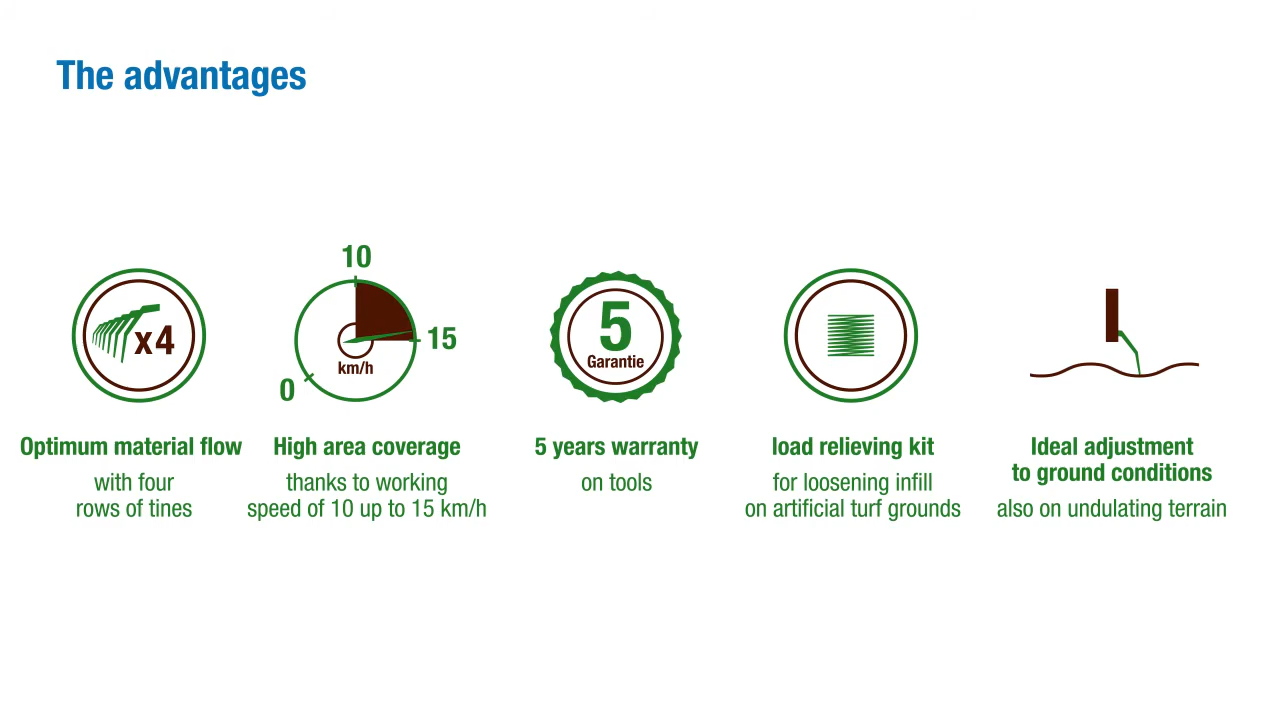 The advantages
x4
10
15
0
km/h
5
Garantie
Optimum material flow
with four
rows of tines
High area coverage
thanks to working
speed of 10 up to 15 km/h
5 years warranty
on tools
load relieving kit
for loosening infill
on artificial turf grounds
Ideal adjustment
to ground conditions
also on undulating terrain